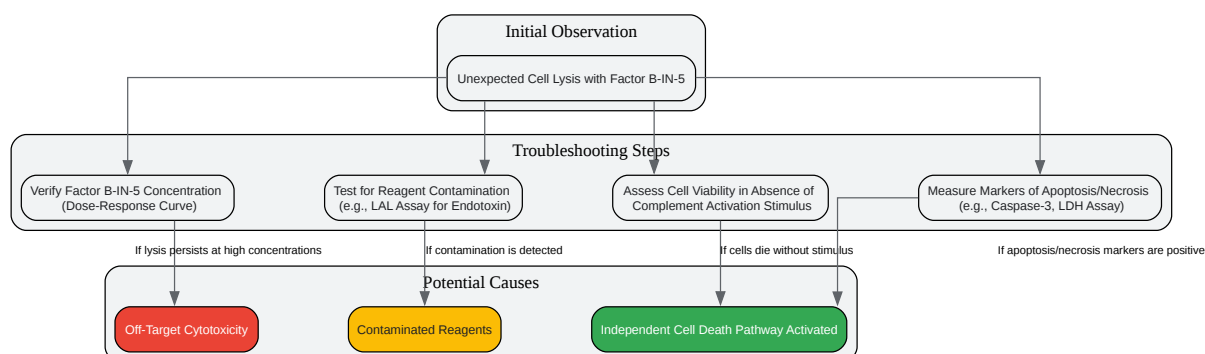 Initial Observation
Unexpected Cell Lysis with Factor B-IN-5
Troubleshooting Steps
Verify Factor B-IN-5 Concentration
(Dose-Response Curve)
Test for Reagent Contamination
(e.g., LAL Assay for Endotoxin)
Assess Cell Viability in Absence of
Complement Activation Stimulus
Measure Markers of Apoptosis/Necrosis
(e.g., Caspase-3, LDH Assay)
If lysis persists at high concentrations
If contamination is detected
If cells die without stimulus
If apoptosis/necrosis markers are positive
Potential Causes
Off-Target Cytotoxicity
Contaminated Reagents
Independent Cell Death Pathway Activated